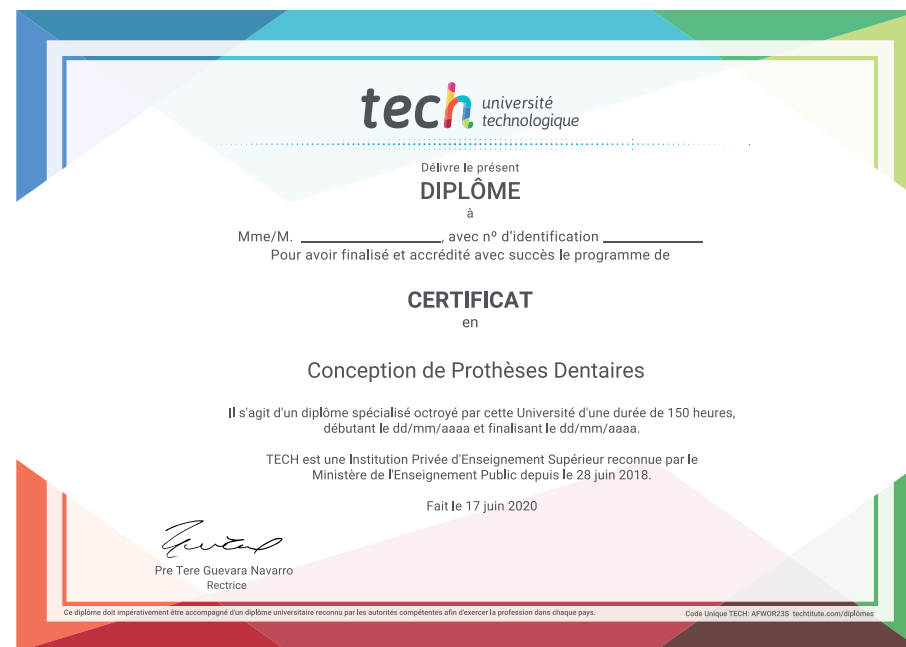 tech université
technologique
Délivre le présent
DIPLÔME
à
Mme/M. ____________________, avec nº d'identification ______________
Pour avoir finalisé et accrédité avec succès le programme de
CERTIFICAT
en
Conception de Prothèses Dentaires
Il s'agit d'un diplôme spécialisé octroyé par cette Université d'une durée de 150 heures,
débutant le dd/mm/aaaa et finalisant le dd/mm/aaaa.
TECH est une Institution Privée d'Enseignement Supérieur reconnue par le
Ministère de l'Enseignement Public depuis le 28 juin 2018.
Fait le 17 juin 2020
Pre Tere Guevara Navarro
Rectrice
Ce diplôme doit impérativement être accompagné d'un diplôme universitaire reconnu par les autorités compétentes afin d'exercer la profession dans chaque pays.
Code Unique TECH: AFWOR23S techtitute.com/diplômes